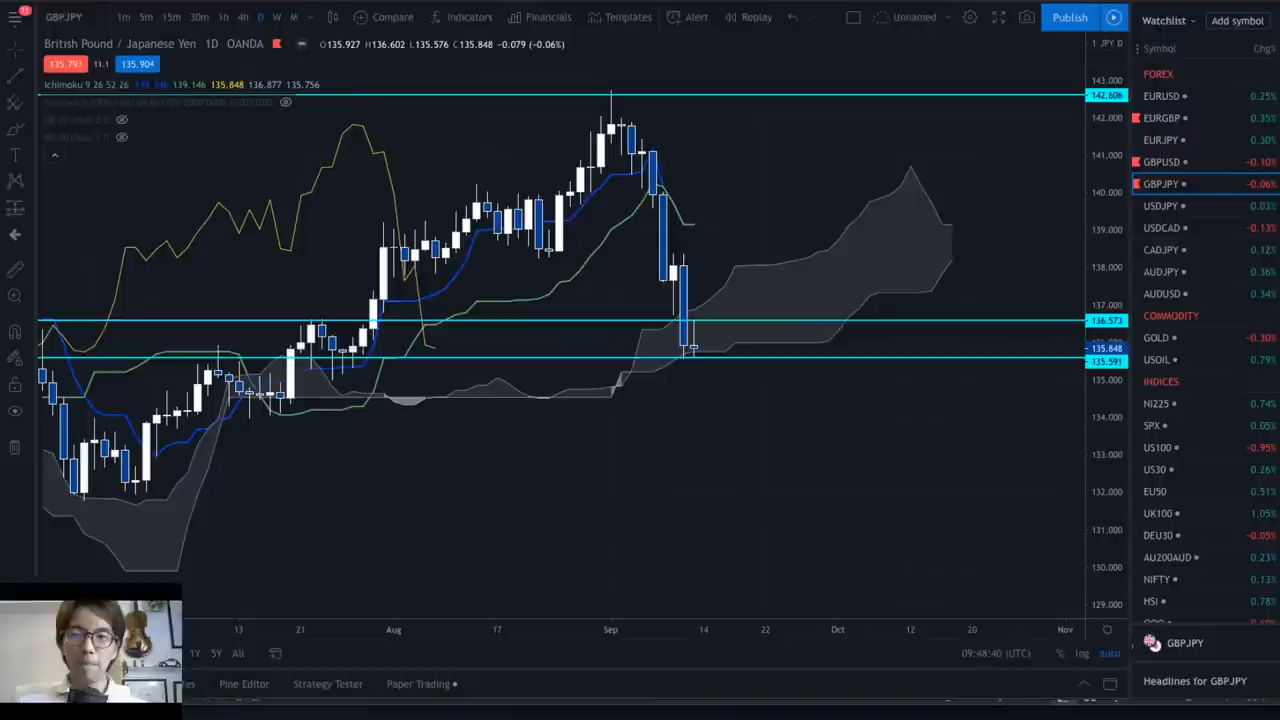 11
GBPJPY 1m 5m 15m 30m 1h 4h D W M Compare Indicators Financials Templates Alert Replay Unnamed Publish
British Pound / Japanese Yen 1D OANDA O135.927 H136.602 L135.576 C135.848 -0.079 (-0.06%)
135.793 11.1 135.904
Ichimoku 9 26 52 26 139.146 135.848 136.877 135.756
1 JPY
143.000
142.606
142.000
141.000
140.000
139.000
138.000
137.000
136.573
135.848
135.591
135.000
134.000
133.000
132.000
131.000
130.000
129.000
13 21 Aug 17 Sep 14 22 Oct 12 20 Nov
1Y 5Y All 09:48:40 (UTC) % log auto
Pine Editor Strategy Tester Paper Trading
Watchlist Add symbol
Symbol Chg%
FOREX
EURUSD 0.25%
EURGBP 0.35%
EURJPY 0.30%
GBPUSD -0.10%
GBPJPY -0.06%
USDJPY 0.03%
USDCAD -0.13%
CADJPY 0.12%
AUDJPY 0.36%
AUDUSD 0.34%
COMMODITY
GOLD -0.30%
USOIL 0.79%
INDICES
NI225 0.74%
SPX 0.05%
US100 -0.95%
US30 0.26%
EU50 0.51%
UK100 1.05%
DEU30 -0.05%
AU200AUD 0.23%
NIFTY 0.13%
HSI 0.78%
GBPJPY
Headlines for GBPJPY